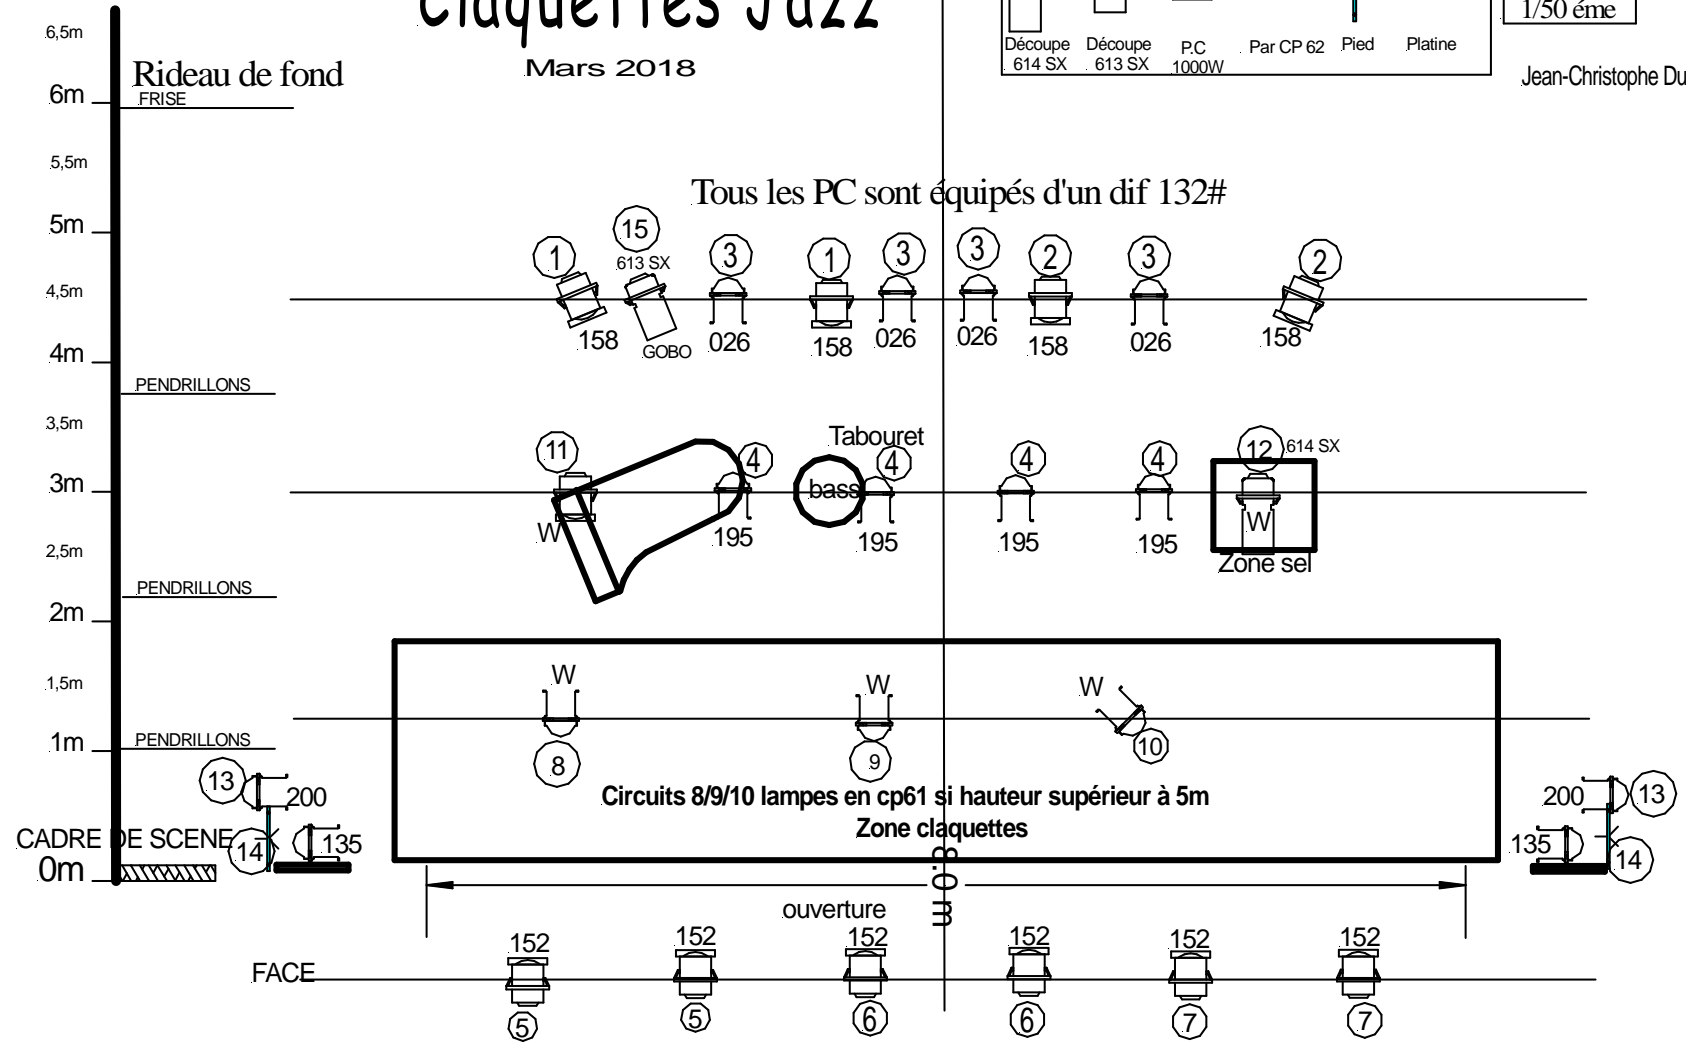 claquettes Jazz
1/50 éme
6,5m
Découpe 614 SX
Découpe 613 SX
P.C 1000W
Par CP 62
Pied
Platine
Rideau de fond
Mars 2018
Jean-Christophe Du
6m
FRISE
5,5m
Tous les PC sont équipés d'un dif 132#
5m
15
1
613 SX
3
1
3
3
2
3
2
4,5m
158
GOBO
026
158
026
026
158
026
158
4m
PENDRILLONS
3,5m
Tabouret
11
4
4
4
4
12
614 SX
3m
bass
W
W
195
195
195
195
2,5m
Zone sel
PENDRILLONS
2m
1,5m
W
W
W
1m
PENDRILLONS
8
9
10
13
200
200
13
Circuits 8/9/10 lampes en cp61 si hauteur supérieur à 5m
Zone claquettes
CADRE DE SCENE
14
135
135
14
0m
8.0 m
ouverture
152
152
152
152
152
152
FACE
5
5
6
6
7
7